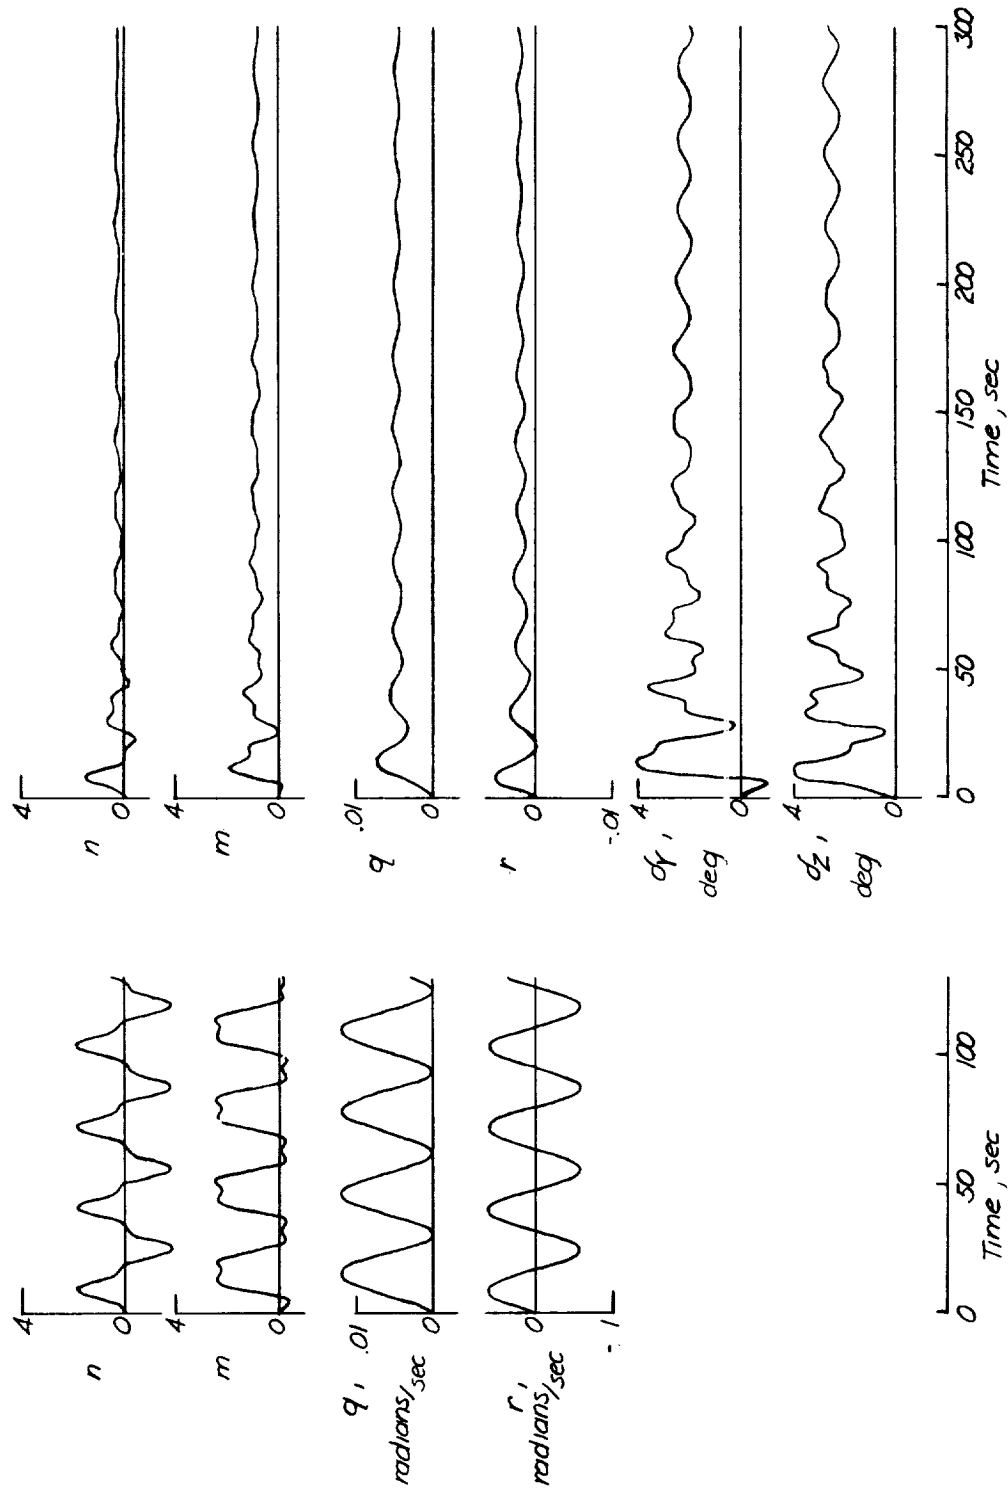 4
n
0
4
m
0
q, .01
radians/sec 0
r, 0
radians/sec
-.1
0 50 100
Time, sec
4
n
0
4
m
0
.01
q
0
r 0
-.01
4
δY,
deg 0
4
δZ,
deg 0
0 50 100 150 200 250 300
Time, sec